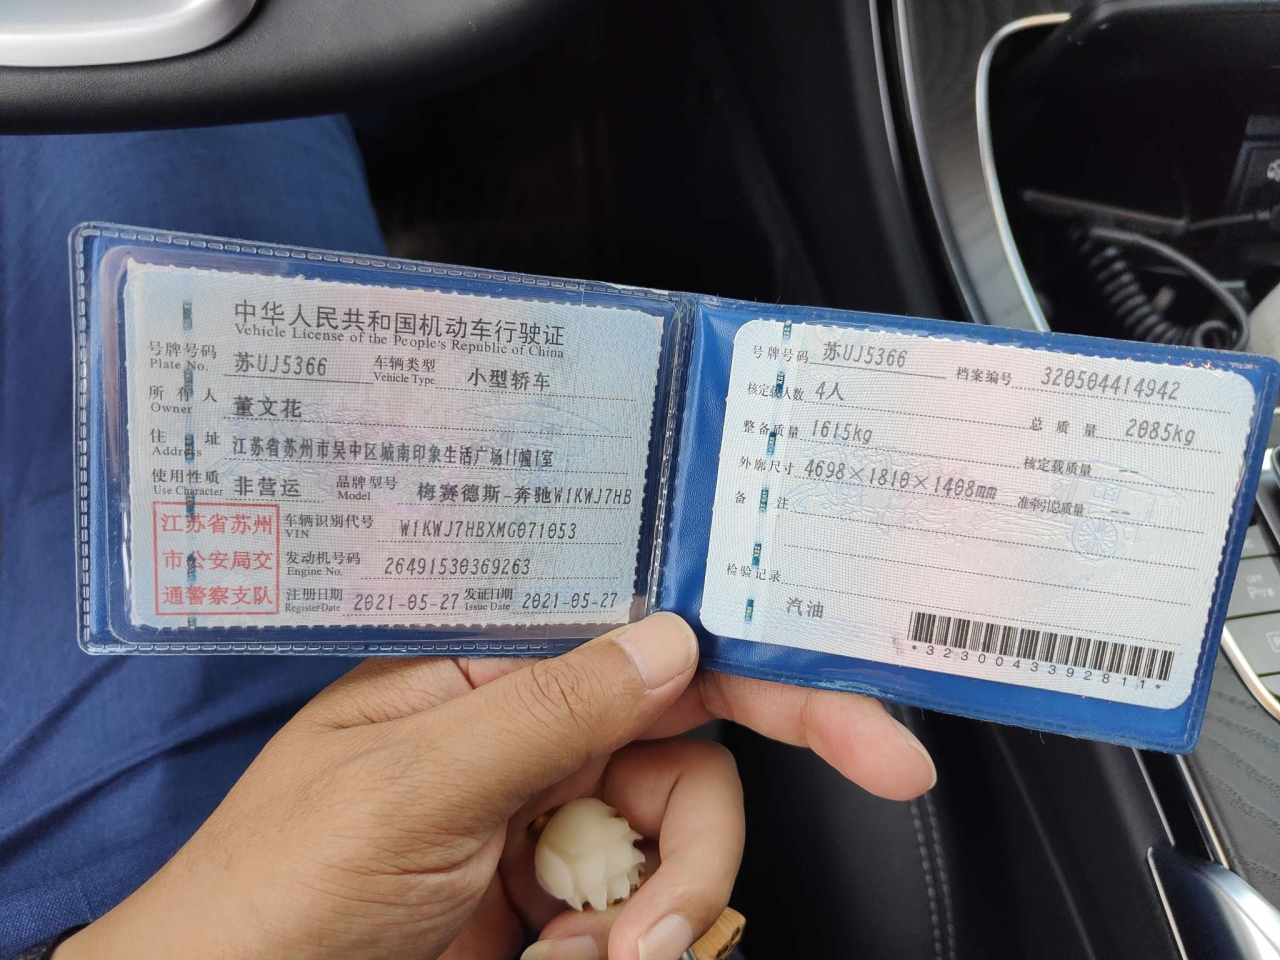 中华人民共和国机动车行驶证
Vehicle License of the People's Republic of China
号牌号码 苏UJ5366 车辆类型 小型轿车
Plate No. Vehicle Type
所有人 董文花
Owner
住址 江苏省苏州市吴中区城南印象生活广场11幢1室
Address
使用性质 非营运 品牌型号 梅赛德斯-奔驰W1KWJ7HB
Use Character Model
江苏省苏州
市公安局交
通警察支队
车辆识别代号 W1KWJ7HBXMG071053
VIN
发动机号码 26491530369263
Engine No.
注册日期 2021-05-27 发证日期 2021-05-27
Register Date Issue Date
号牌号码 苏UJ5366 档案编号 320504414942
核定载人数 4人 总质量 2085kg
整备质量 1615kg 核定载质量
外廓尺寸 4698×1810×1408mm 准牵引总质量
备注
检验记录
汽油
*3230043392811*